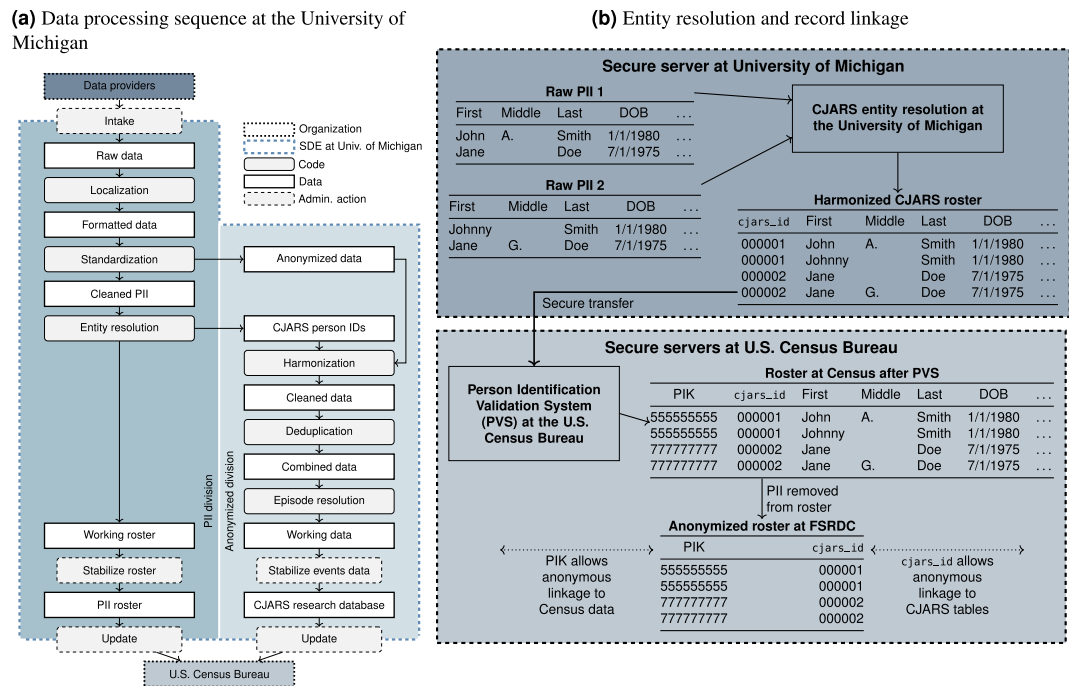 (a) Data processing sequence at the University of
Michigan
Data providers
Intake
Raw data
Localization
Formatted data
Standardization
Cleaned PII
Entity resolution
Working roster
Stabilize roster
PII roster
Update
PII division
Organization
SDE at Univ. of Michigan
Code
Data
Admin. action
Anonymized data
CJARS person IDs
Harmonization
Cleaned data
Deduplication
Combined data
Episode resolution
Working data
Stabilize events data
CJARS research database
Update
Anonymized division
U.S. Census Bureau
(b) Entity resolution and record linkage
Secure server at University of Michigan
Raw PII 1
First Middle Last DOB ...
John A. Smith 1/1/1980 ...
Jane Doe 7/1/1975 ...
Raw PII 2
First Middle Last DOB ...
Johnny Smith 1/1/1980 ...
Jane G. Doe 7/1/1975 ...
CJARS entity resolution at
the University of Michigan
Harmonized CJARS roster
cjars_id First Middle Last DOB ...
000001 John A. Smith 1/1/1980 ...
000001 Johnny Smith 1/1/1980 ...
000002 Jane Doe 7/1/1975 ...
000002 Jane G. Doe 7/1/1975 ...
Secure transfer
Secure servers at U.S. Census Bureau
Person Identification
Validation System
(PVS) at the U.S.
Census Bureau
Roster at Census after PVS
PIK cjars_id First Middle Last DOB ...
555555555 000001 John A. Smith 1/1/1980 ...
555555555 000001 Johnny Smith 1/1/1980 ...
777777777 000002 Jane Doe 7/1/1975 ...
777777777 000002 Jane G. Doe 7/1/1975 ...
PII removed
from roster
Anonymized roster at FSRDC
PIK cjars_id
555555555 000001
555555555 000001
777777777 000002
777777777 000002
PIK allows
anonymous
linkage to
Census data
cjars_id allows
anonymous
linkage to
CJARS tables